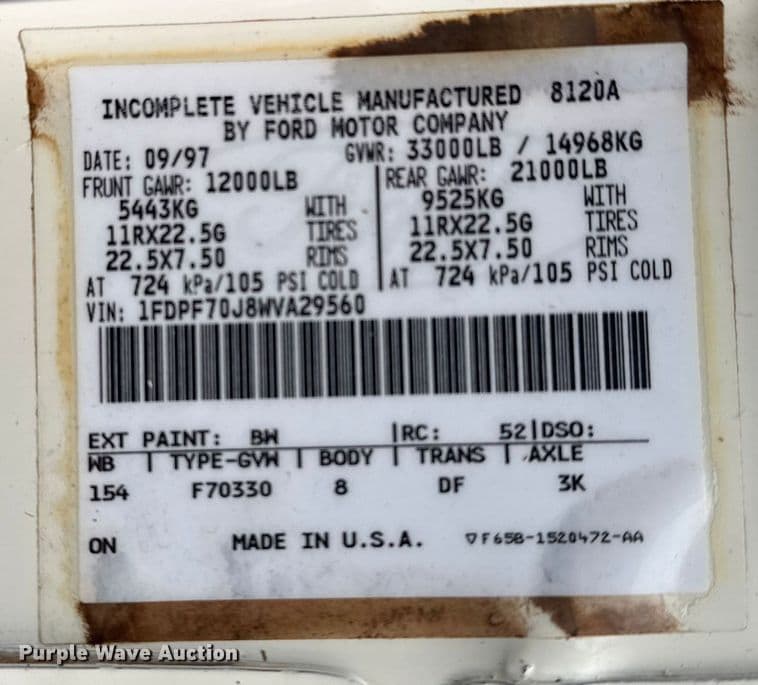 INCOMPLETE VEHICLE MANUFACTURED 8120A
BY FORD MOTOR COMPANY
DATE: 09/97 GVWR: 33000LB / 14968KG
FRUNT GAWR: 12000LB REAR GAWR: 21000LB
5443KG WITH 9525KG WITH
11RX22.5G TIRES 11RX22.5G TIRES
22.5X7.50 RIMS 22.5X7.50 RIMS
AT 724 kPa/105 PSI COLD AT 724 kPa/105 PSI COLD
VIN: 1FDPF70J8WVA29560
EXT PAINT: BW RC: 52 DSO:
WB TYPE-GVW BODY TRANS AXLE
154 F70330 8 DF 3K
ON MADE IN U.S.A. ▽F65B-1520472-AA
Purple Wave Auction